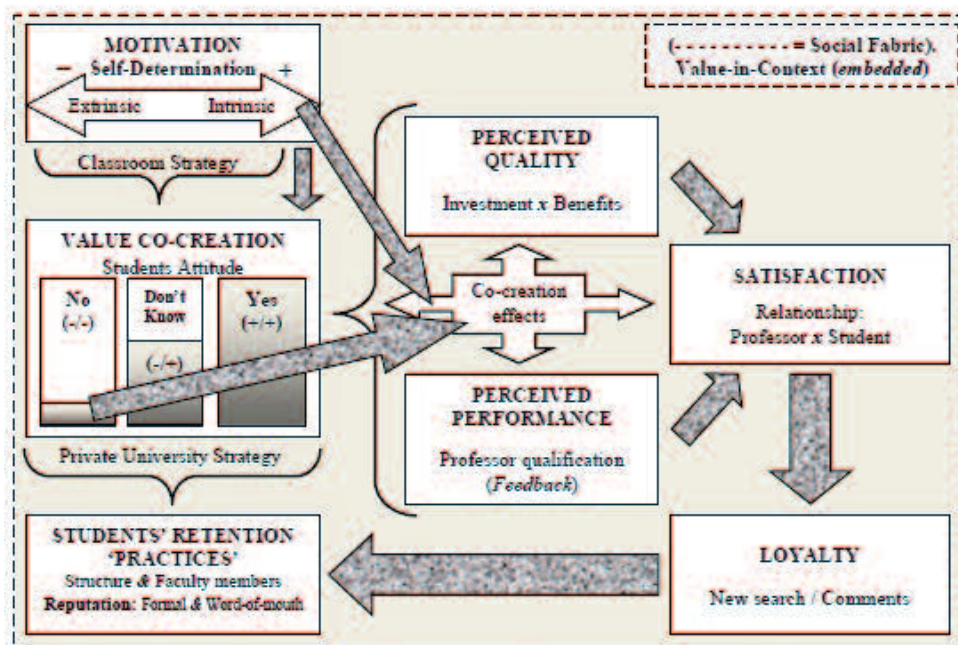 MOTIVATION
− Self-Determination +
Extrinsic Intrinsic
Classroom Strategy
VALUE CO-CREATION
Students Attitude
No
(-/-)
Don't
Know
(-/+)
Yes
(+/+)
Private University Strategy
STUDENTS' RETENTION
'PRACTICES'
Structure & Faculty members
Reputation: Formal & Word-of-mouth
PERCEIVED
QUALITY
Investment x Benefits
Co-creation
effects
PERCEIVED
PERFORMANCE
Professor qualification
(Feedback)
(- - - - - - - - - - = Social Fabric).
Value-in-Context (embedded)
SATISFACTION
Relationship:
Professor x Student
LOYALTY
New search / Comments